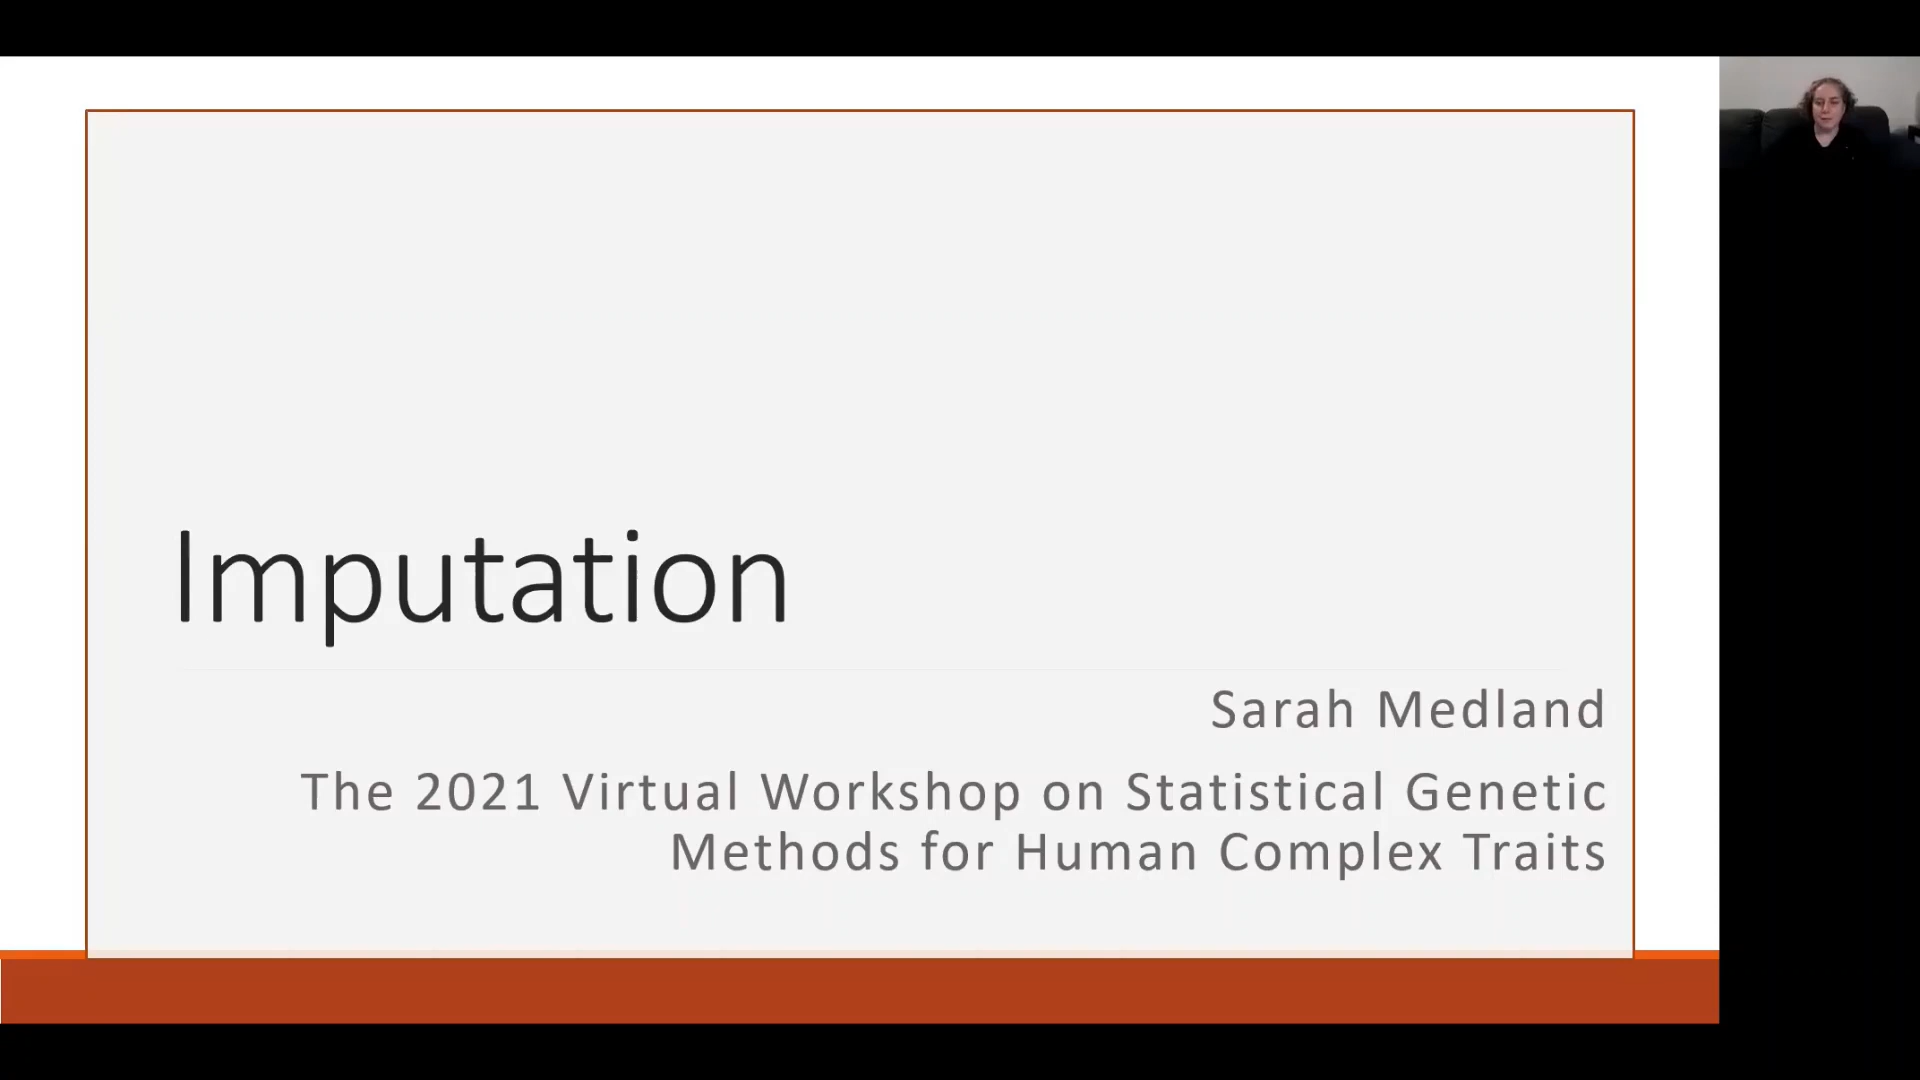 Imputation
Sarah Medland
The 2021 Virtual Workshop on Statistical Genetic
Methods for Human Complex Traits